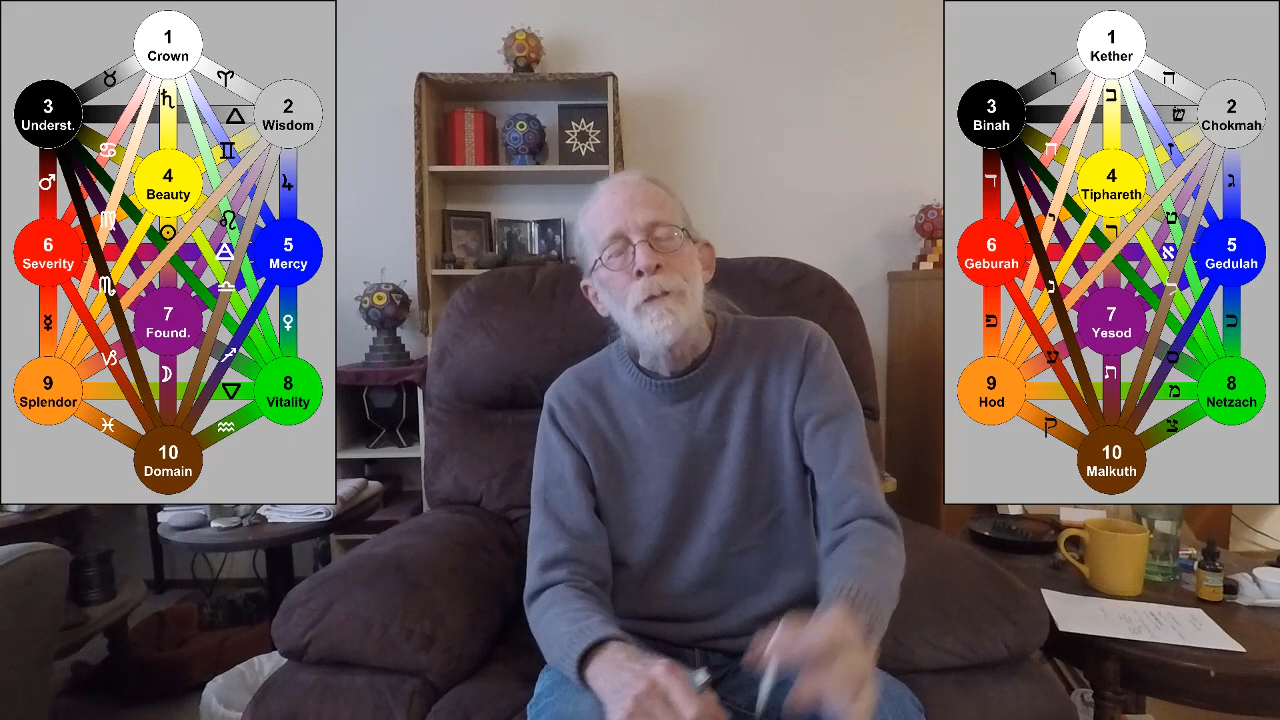 1
Crown
♉ ♈
♄
3
Underst.
2
Wisdom
△
♋ ♊
4
Beauty
♂ ♃
♍ ☉ ♌
6
Severity
5
Mercy
♏ ♎
7
Found.
☿ ♀
♑ ♐
☽
9
Splendor
8
Vitality
▽
♓ ♒
10
Domain
1
Kether
ו ה
ב
3
Binah
2
Chokmah
ש
ח ז
4
Tiphareth
ד ג
י ר ט
6
Geburah
א
5
Gedulah
נ ל
7
Yesod
פ כ
ע ס
ת
9
Hod
מ
8
Netzach
ק צ
10
Malkuth